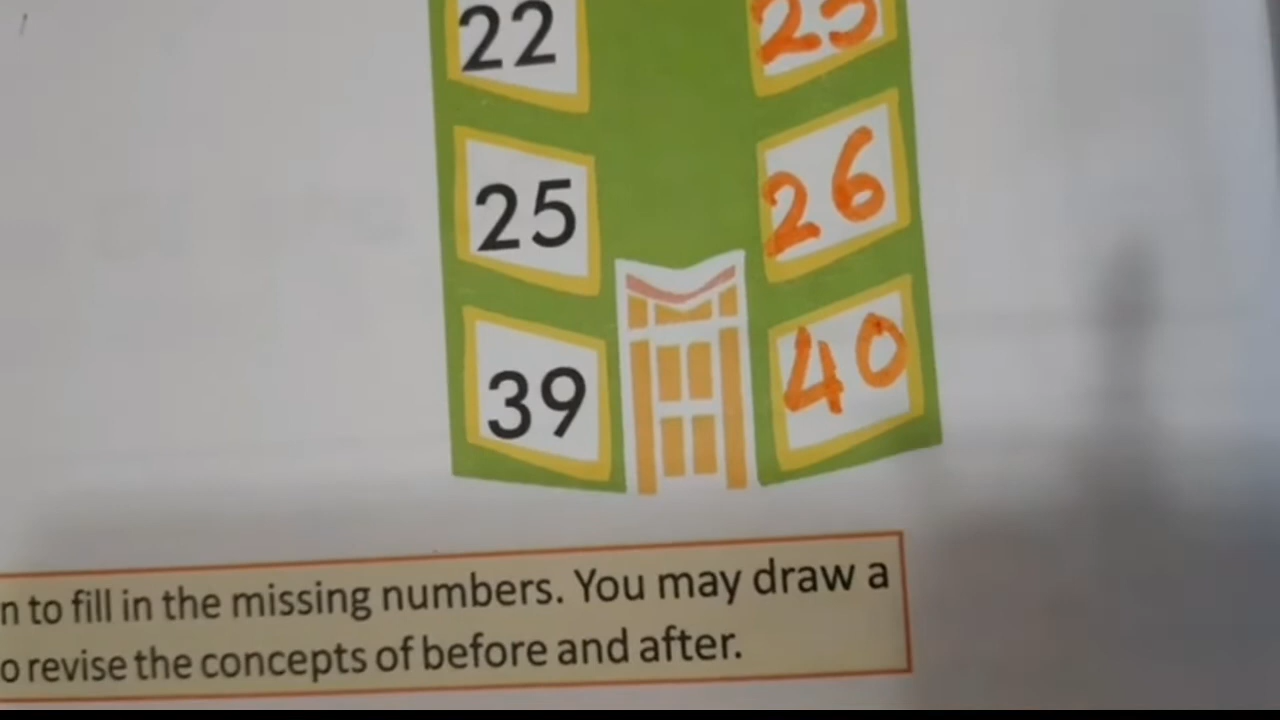 22 23
25 26
39 40
n to fill in the missing numbers. You may draw a
o revise the concepts of before and after.